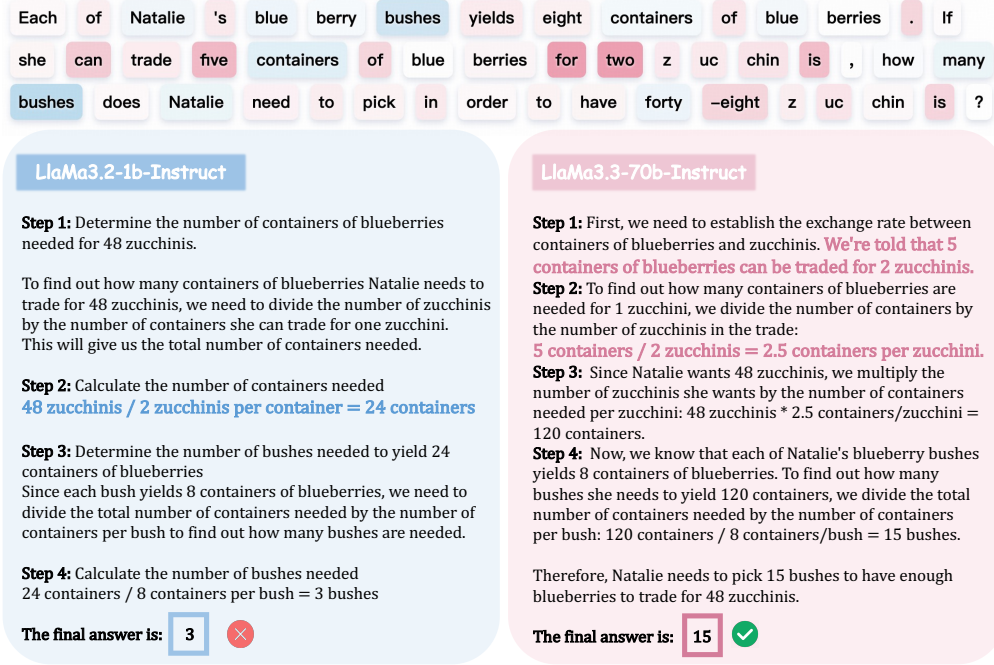 Each of Natalie 's blue berry bushes yields eight containers of blue berries . If
she can trade five containers of blue berries for two z uc chin is , how many
bushes does Natalie need to pick in order to have forty –eight z uc chin is ?
LlaMa3.2-1b-Instruct
Step 1: Determine the number of containers of blueberries
needed for 48 zucchinis.
To find out how many containers of blueberries Natalie needs to
trade for 48 zucchinis, we need to divide the number of zucchinis
by the number of containers she can trade for one zucchini.
This will give us the total number of containers needed.
Step 2: Calculate the number of containers needed
48 zucchinis / 2 zucchinis per container = 24 containers
Step 3: Determine the number of bushes needed to yield 24
containers of blueberries
Since each bush yields 8 containers of blueberries, we need to
divide the total number of containers needed by the number of
containers per bush to find out how many bushes are needed.
Step 4: Calculate the number of bushes needed
24 containers / 8 containers per bush = 3 bushes
The final answer is: 3
LlaMa3.3-70b-Instruct
Step 1: First, we need to establish the exchange rate between
containers of blueberries and zucchinis. We're told that 5
containers of blueberries can be traded for 2 zucchinis.
Step 2: To find out how many containers of blueberries are
needed for 1 zucchini, we divide the number of containers by
the number of zucchinis in the trade:
5 containers / 2 zucchinis = 2.5 containers per zucchini.
Step 3: Since Natalie wants 48 zucchinis, we multiply the
number of zucchinis she wants by the number of containers
needed per zucchini: 48 zucchinis * 2.5 containers/zucchini =
120 containers.
Step 4: Now, we know that each of Natalie's blueberry bushes
yields 8 containers of blueberries. To find out how many
bushes she needs to yield 120 containers, we divide the total
number of containers needed by the number of containers
per bush: 120 containers / 8 containers/bush = 15 bushes.
Therefore, Natalie needs to pick 15 bushes to have enough
blueberries to trade for 48 zucchinis.
The final answer is: 15